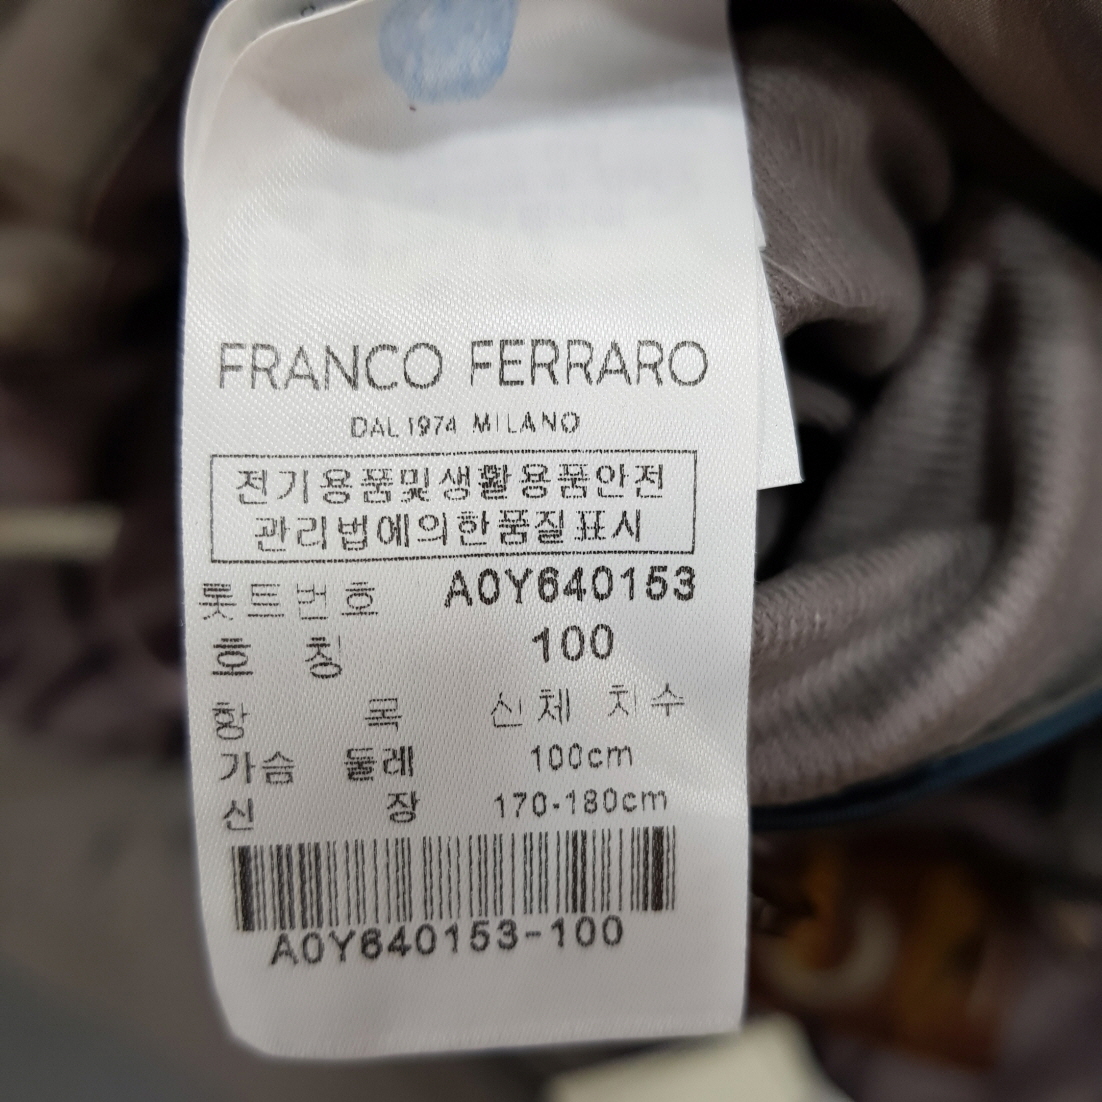 FRANCO FERRARO
DAL 1974 MILANO
전기용품및생활용품안전
관리법에의한품질표시
롯트번호 A0Y640153
호 칭 100
항 목 신체 치수
가슴 둘레 100cm
신 장 170-180cm
A0Y640153-100